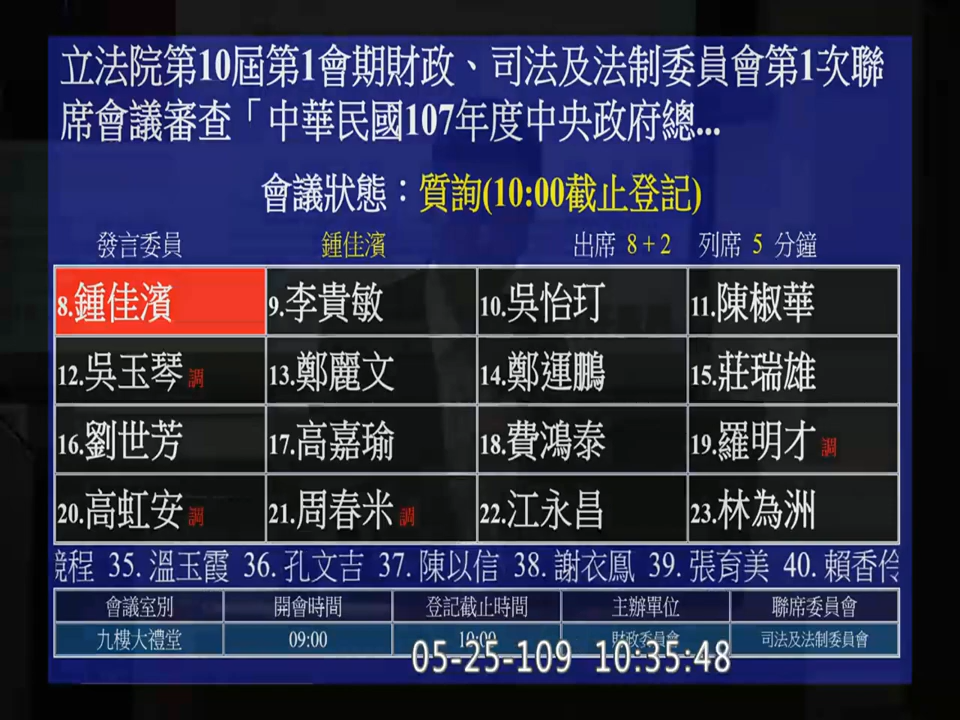 立法院第10屆第1會期財政、司法及法制委員會第1次聯
席會議審查「中華民國107年度中央政府總...
會議狀態：質詢(10:00截止登記)
發言委員 鍾佳濱 出席 8+2 列席 5 分鐘
8.鍾佳濱 9.李貴敏 10.吳怡玎 11.陳椒華
12.吳玉琴 調 13.鄭麗文 14.鄭運鵬 15.莊瑞雄
16.劉世芳 17.高嘉瑜 18.費鴻泰 19.羅明才 調
20.高虹安 調 21.周春米 調 22.江永昌 23.林為洲
競程 35. 溫玉霞 36. 孔文吉 37. 陳以信 38. 謝衣鳳 39. 張育美 40. 賴香伶
會議室別 開會時間 登記截止時間 主辦單位 聯席委員會
九樓大禮堂 09:00 10:00 財政委員會 司法及法制委員會
05-25-109 10:35:48